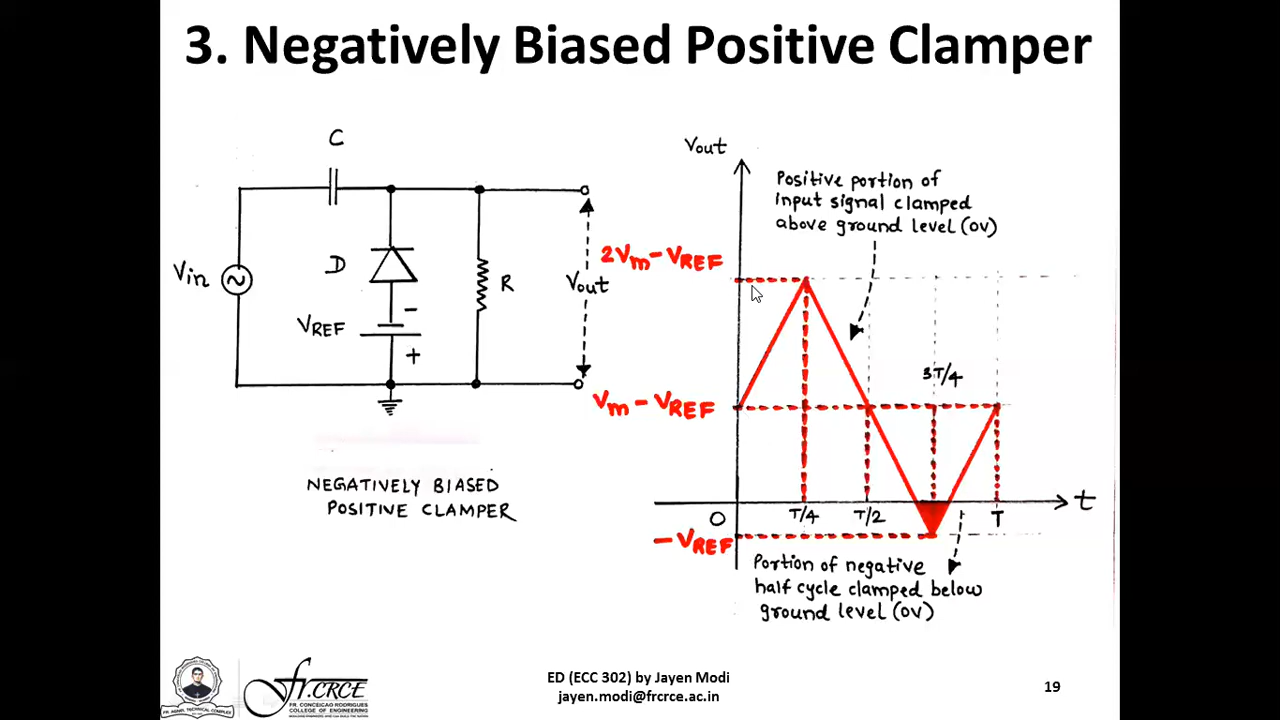 3. Negatively Biased Positive Clamper
C
Vin
D
VREF
-
+
R
Vout
NEGATIVELY BIASED
POSITIVE CLAMPER
Vout
Positive portion of
input signal clamped
above ground level (0V)
2Vm - VREF
Vm - VREF
3T/4
O
T/4
T/2
T
t
- VREF
Portion of negative
half cycle clamped below
ground level (0V)
Fr. CRCE
FR. CONCEICAO RODRIGUES
COLLEGE OF ENGINEERING
ED (ECC 302) by Jayen Modi
jayen.modi@frcrce.ac.in
19